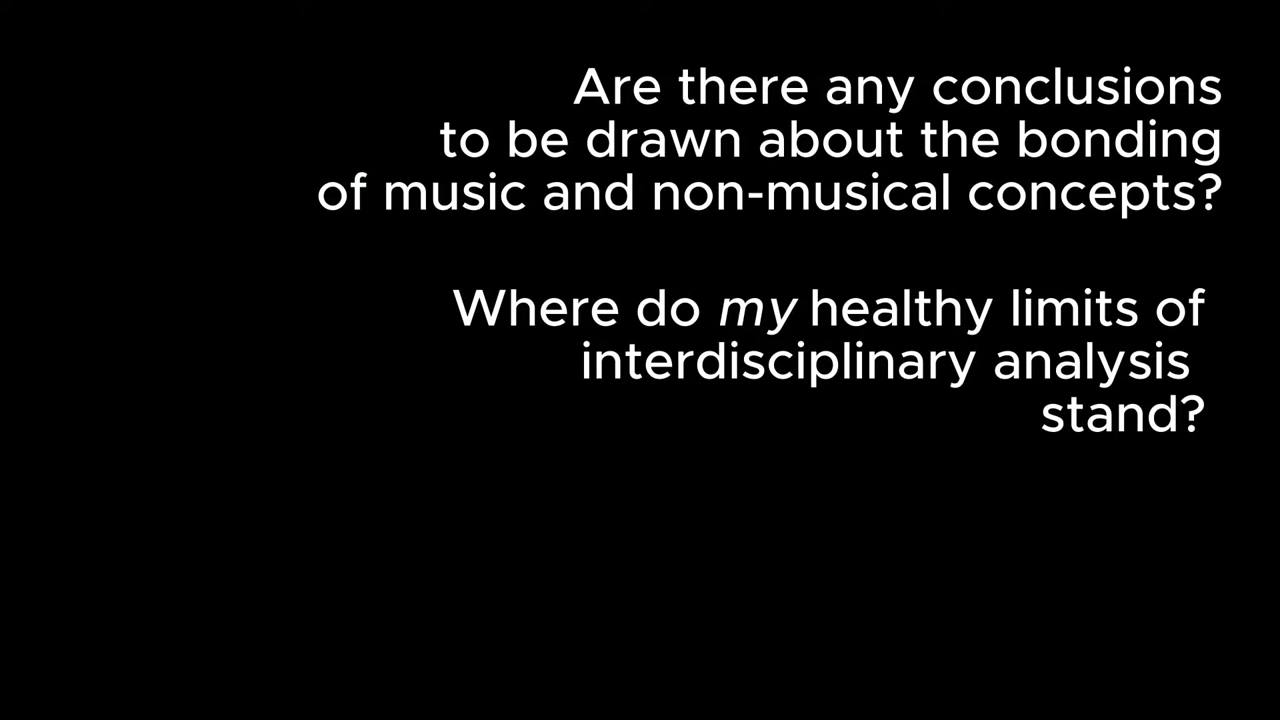 Are there any conclusions
to be drawn about the bonding
of music and non-musical concepts?
Where do my healthy limits of
interdisciplinary analysis
stand?